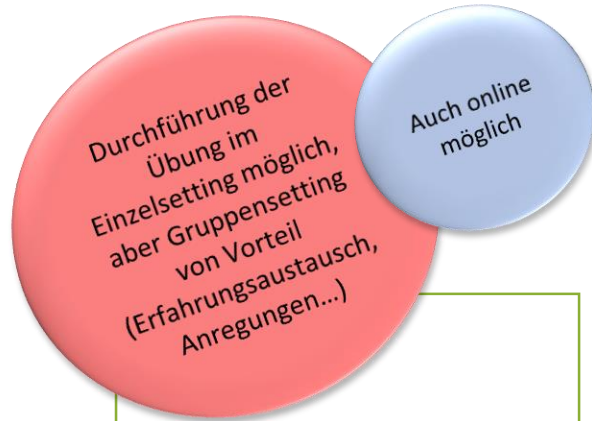 Durchführung der
Übung im
Einzelsetting möglich,
aber Gruppensetting
von Vorteil
(Erfahrungsaustausch,
Anregungen...)
Auch online
möglich